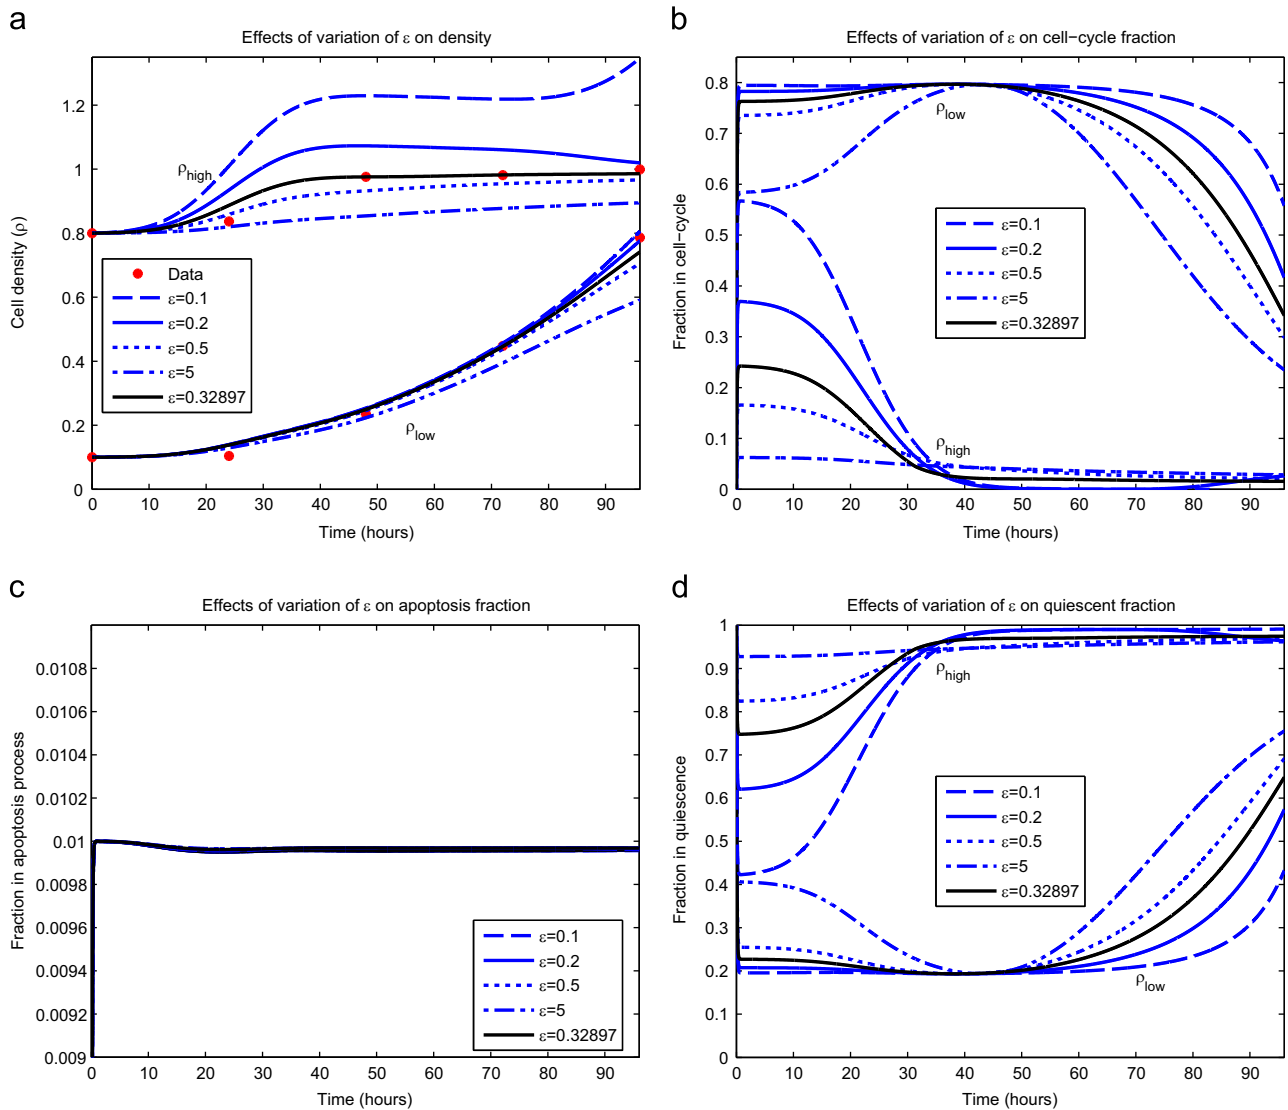 a
Effects of variation of ε on density
1.2
1
0.8
0.6
0.4
0.2
0
0 10 20 30 40 50 60 70 80 90
Cell density (ρ)
Time (hours)
ρhigh
ρlow
Data
ε=0.1
ε=0.2
ε=0.5
ε=5
ε=0.32897
b
Effects of variation of ε on cell−cycle fraction
0.8
0.7
0.6
0.5
0.4
0.3
0.2
0.1
0
0 10 20 30 40 50 60 70 80 90
Fraction in cell−cycle
Time (hours)
ρlow
ρhigh
ε=0.1
ε=0.2
ε=0.5
ε=5
ε=0.32897
c
Effects of variation of ε on apoptosis fraction
0.0108
0.0106
0.0104
0.0102
0.01
0.0098
0.0096
0.0094
0.0092
0.009
0 10 20 30 40 50 60 70 80 90
Fraction in apoptosis process
Time (hours)
ε=0.1
ε=0.2
ε=0.5
ε=5
ε=0.32897
d
Effects of variation of ε on quiescent fraction
1
0.9
0.8
0.7
0.6
0.5
0.4
0.3
0.2
0.1
0
0 10 20 30 40 50 60 70 80 90
Fraction in quiescence
Time (hours)
ρhigh
ρlow
ε=0.1
ε=0.2
ε=0.5
ε=5
ε=0.32897